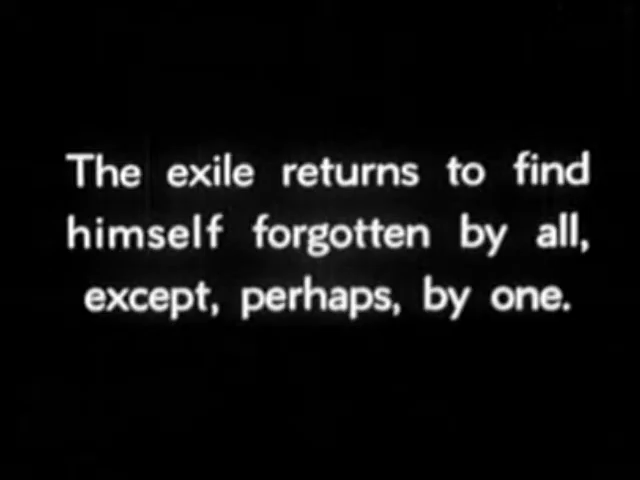 The exile returns to find
himself forgotten by all,
except, perhaps, by one.